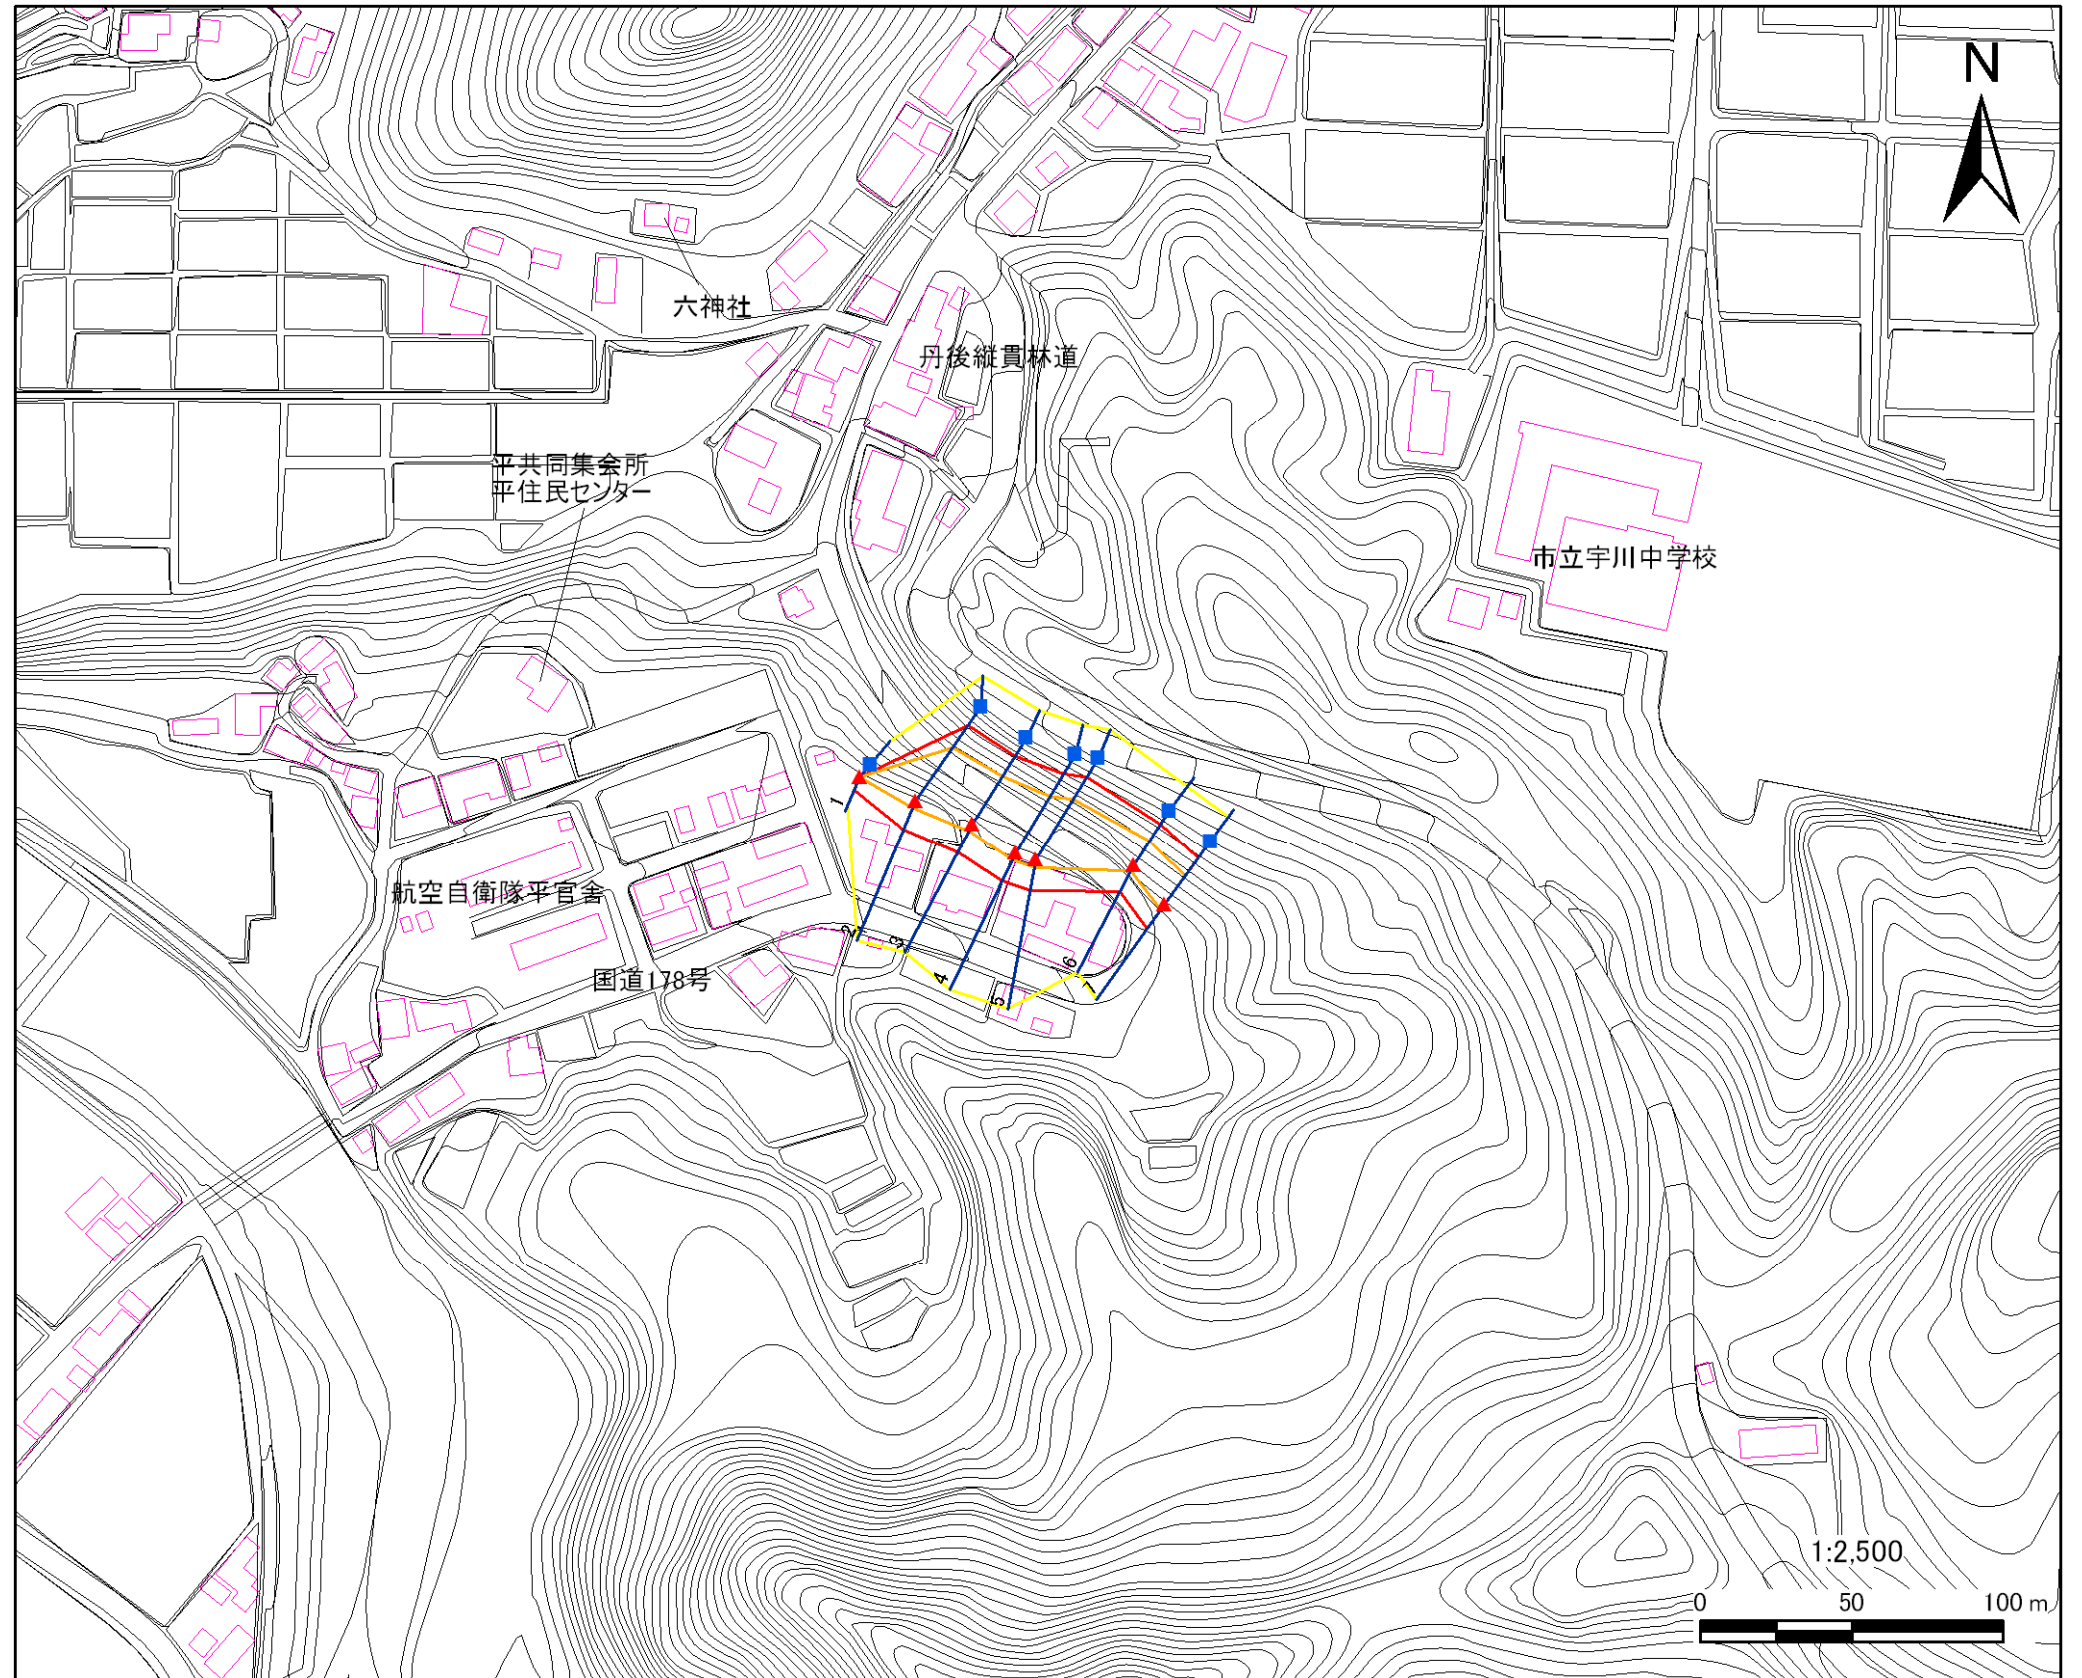 N
六神社
丹後縦貫林道
平共同集会所
平住民センター
市立宇川中学校
1
航空自衛隊平官舎
2
3
国道178号
4
5
6
7
1:2,500
0 50 100 m